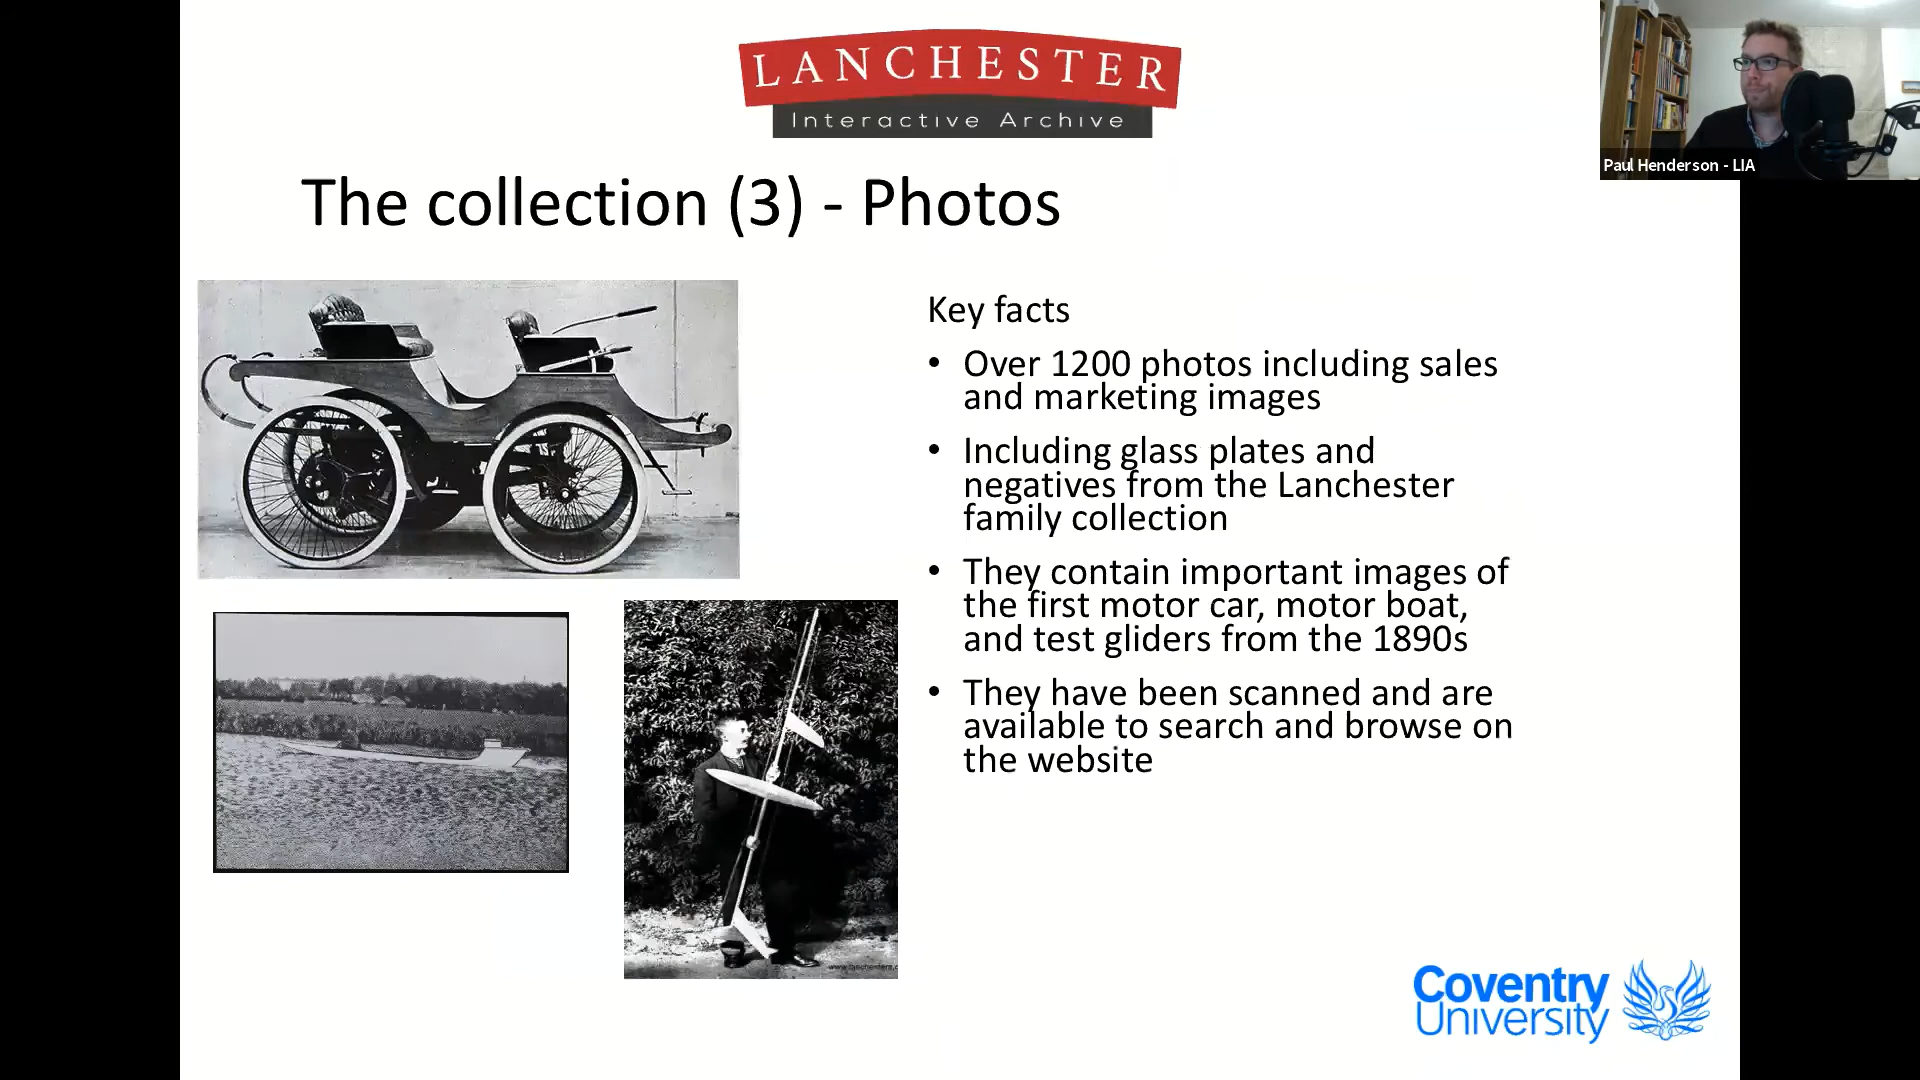 LANCHESTER
Interactive Archive
Paul Henderson - LIA
The collection (3) - Photos
Key facts
• Over 1200 photos including sales
and marketing images
• Including glass plates and
negatives from the Lanchester
family collection
• They contain important images of
the first motor car, motor boat,
and test gliders from the 1890s
• They have been scanned and are
available to search and browse on
the website
Coventry
University